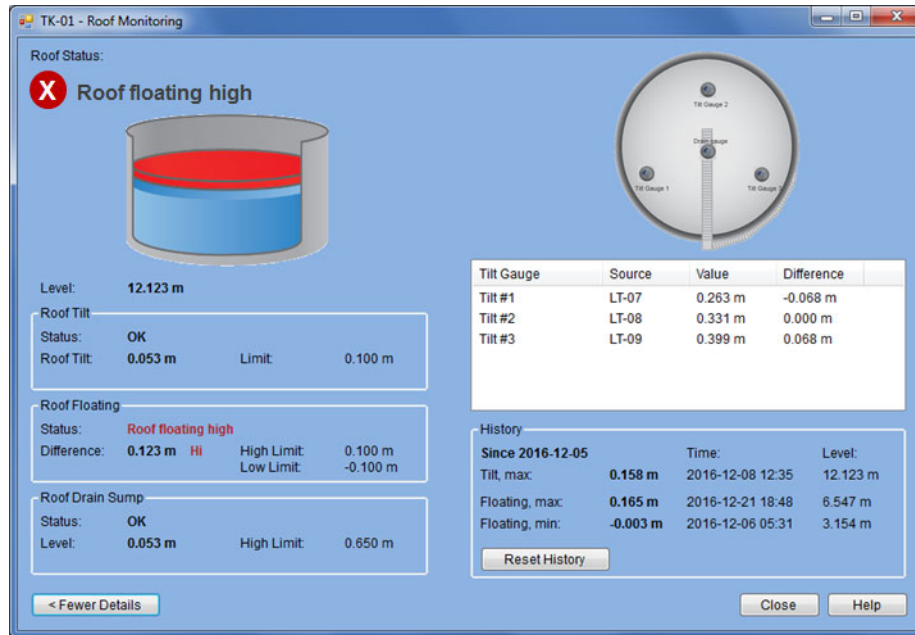 TK-01 - Roof Monitoring
Roof Status:
X Roof floating high
Level: 12.123 m
Roof Tilt
Status: OK
Roof Tilt: 0.053 m Limit: 0.100 m
Roof Floating
Status: Roof floating high
Difference: 0.123 m Hi High Limit: 0.100 m
Low Limit: -0.100 m
Roof Drain Sump
Status: OK
Level: 0.053 m High Limit: 0.650 m
< Fewer Details
Tilt Gauge 2
Drain gauge
Tilt Gauge 1
Tilt Gauge
Tilt Gauge Source Value Difference
Tilt#1 LT-07 0.263 m -0.068 m
Tilt#2 LT-08 0.331 m 0.000 m
Tilt#3 LT-09 0.399 m 0.068 m
History
Since 2016-12-05 Time: Level:
Tilt, max: 0.158 m 2016-12-08 12:35 12.123 m
Floating, max: 0.165 m 2016-12-21 18:48 6.547 m
Floating, min: -0.003 m 2016-12-06 05:31 3.154 m
Reset History
Close Help